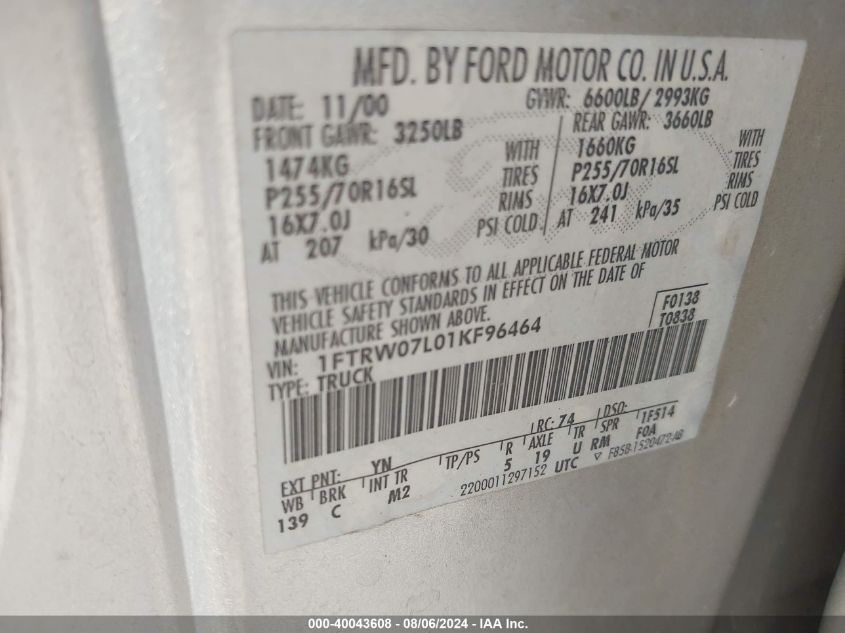 MFD. BY FORD MOTOR CO. IN U.S.A.
DATE: 11/00 GVWR: 6600LB/ 2993KG
FRONT GAWR: 3250LB REAR GAWR: 3660LB
1474KG WITH 1660KG WITH
P255/70R16SL TIRES P255/70R16SL TIRES
16X7.0J RIMS 16X7.0J RIMS
AT 207 kPa/30 PSI COLD AT 241 kPa/35 PSI COLD
THIS VEHICLE CONFORMS TO ALL APPLICABLE FEDERAL MOTOR
VEHICLE SAFETY STANDARDS IN EFFECT ON THE DATE OF
MANUFACTURE SHOWN ABOVE.
F0138
T0838
VIN: 1FTRW07L01KF96464
TYPE: TRUCK
EXT PNT: YN RC: 74 DSO: 1F514
WB BRK INT TR TP/PS R AXLE TR SPR F0A
139 C M2 5 19 U RM
2200011297152 UTC F85B-1520472-AB
000-40043608 - 08/06/2024 - IAA Inc.